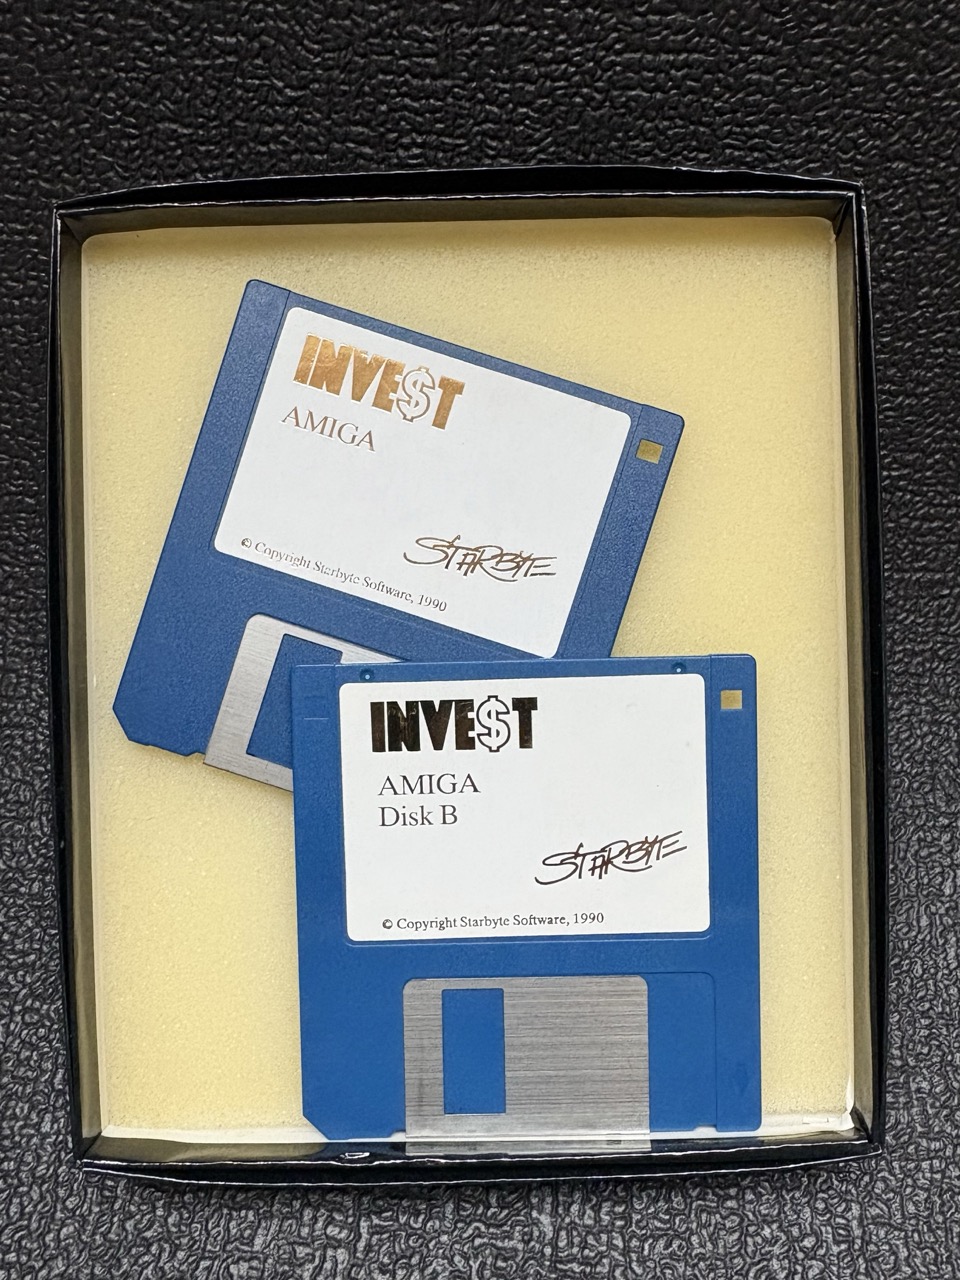 INVE$T
AMIGA
STARBYTE
© Copyright Starbyte Software, 1990
INVE$T
AMIGA
Disk B
STARBYTE
© Copyright Starbyte Software, 1990